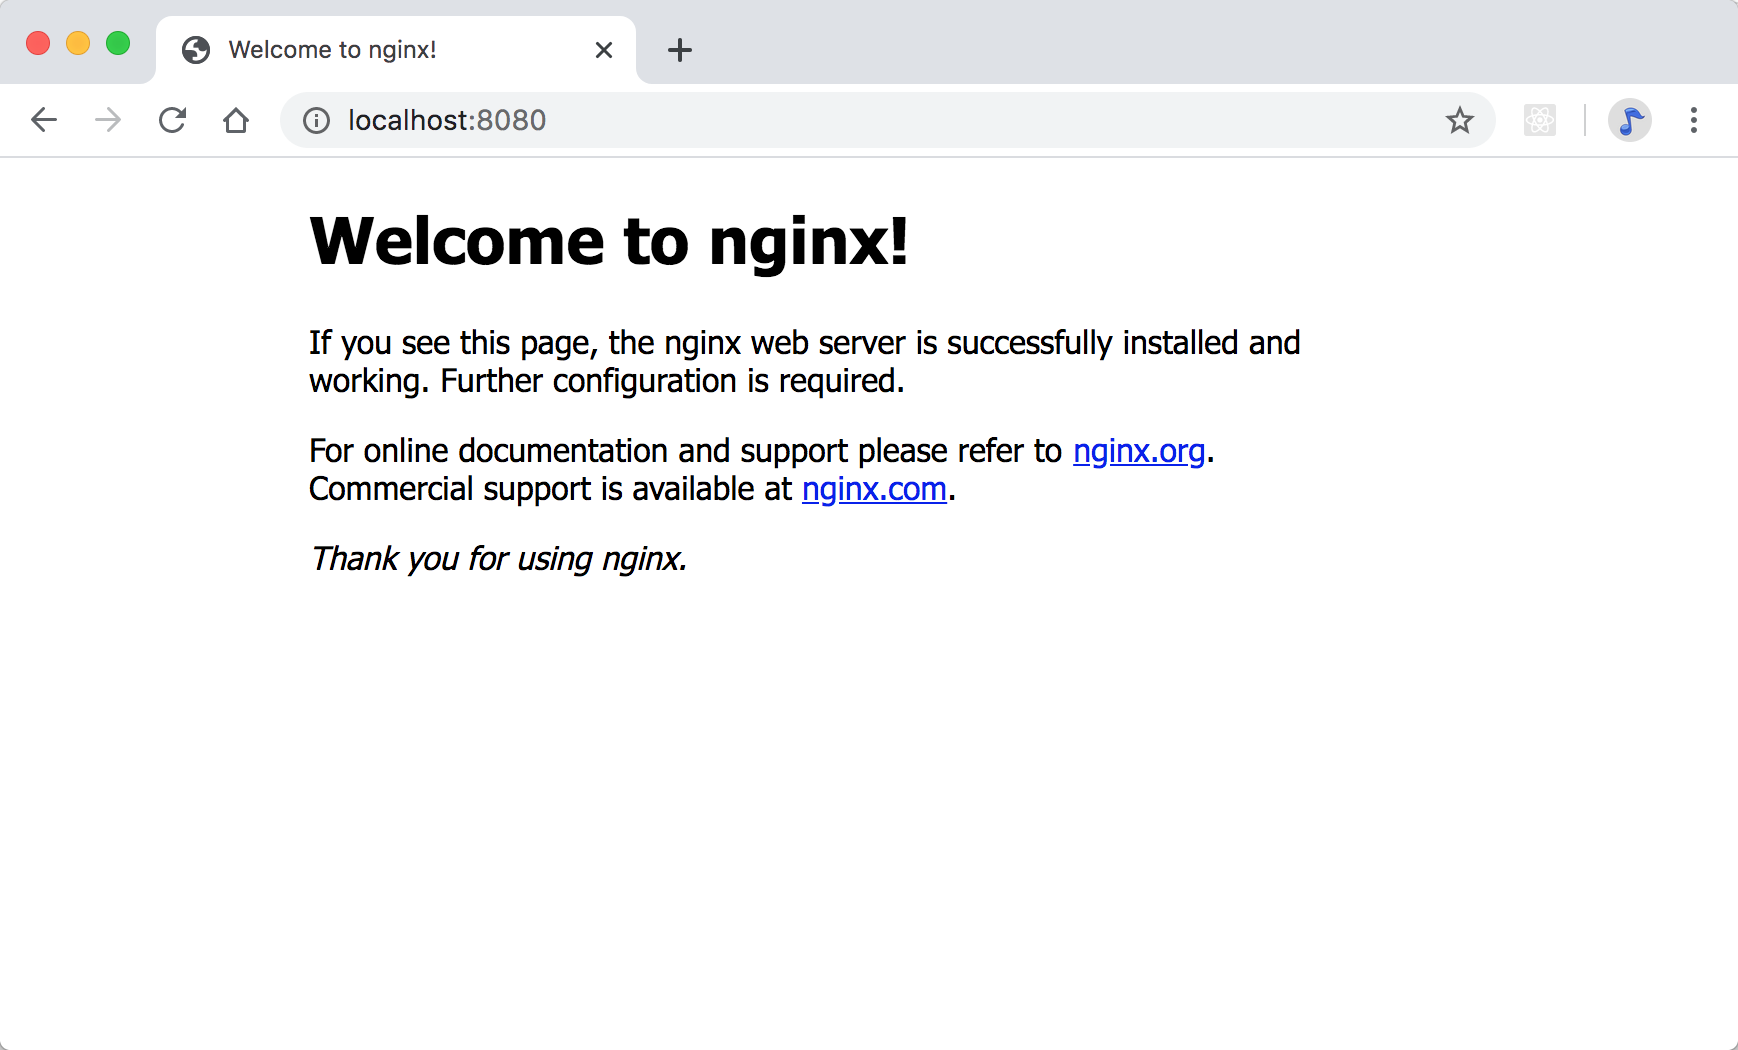 Welcome to nginx!
localhost:8080
Welcome to nginx!
If you see this page, the nginx web server is successfully installed and
working. Further configuration is required.
For online documentation and support please refer to nginx.org.
Commercial support is available at nginx.com.
Thank you for using nginx.